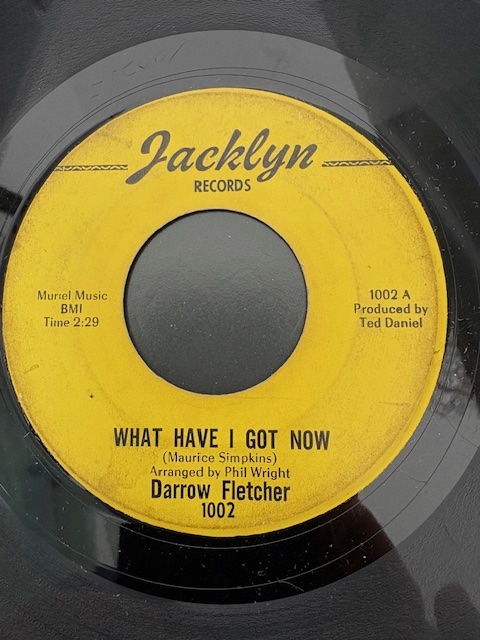 Jacklyn
RECORDS
Muriel Music
BMI
Time 2:29
1002 A
Produced by
Ted Daniel
WHAT HAVE I GOT NOW
(Maurice Simpkins)
Arranged by Phil Wright
Darrow Fletcher
1002